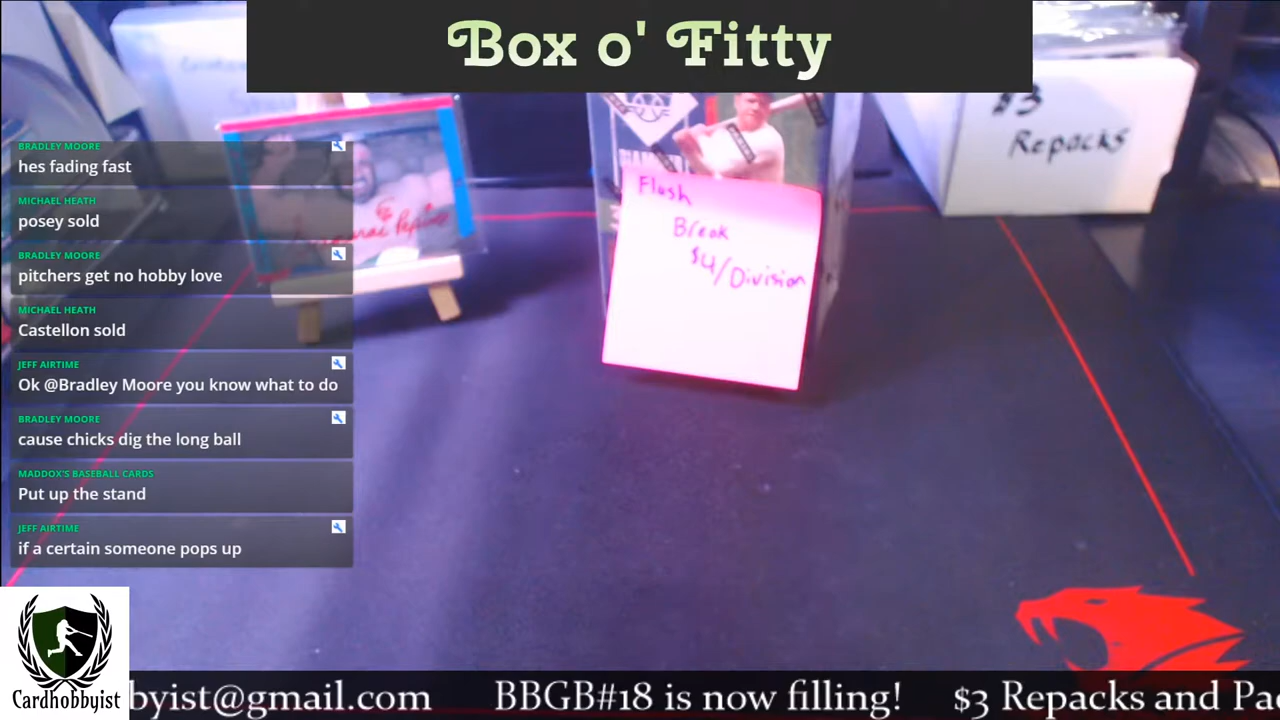 Box o' Fitty
$3
Repacks
BRADLEY MOORE
hes fading fast
MICHAEL HEATH
posey sold
BRADLEY MOORE
pitchers get no hobby love
MICHAEL HEATH
Castellon sold
JEFF AIRTIME
Ok @Bradley Moore you know what to do
BRADLEY MOORE
cause chicks dig the long ball
MADDOX'S BASEBALL CARDS
Put up the stand
JEFF AIRTIME
if a certain someone pops up
Flash
Break
$4/Division
Cardhobbyist
byist@gmail.com BBGB#18 is now filling! $3 Repacks and Pa